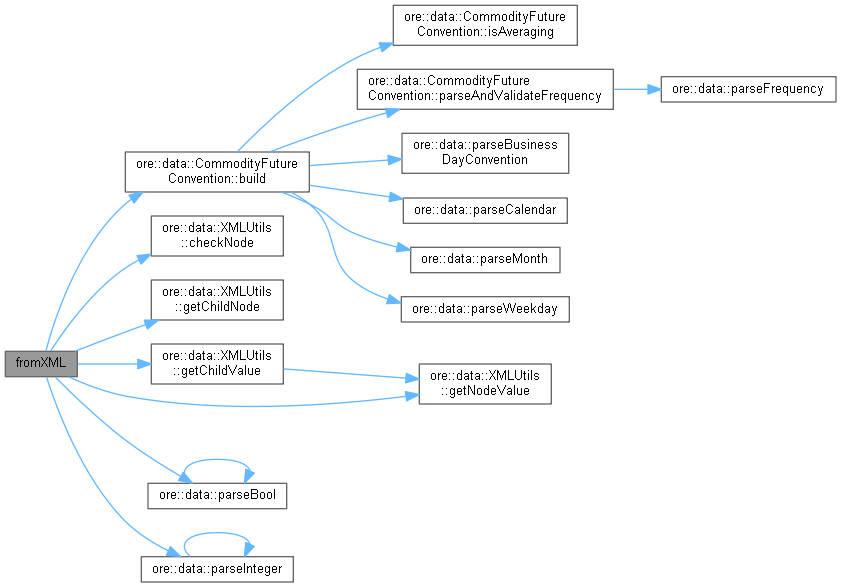 ore::data::CommodityFuture
Convention::isAveraging
ore::data::CommodityFuture
Convention::parseAndValidateFrequency
ore::data::parseFrequency
ore::data::parseBusiness
DayConvention
ore::data::CommodityFuture
Convention::build
ore::data::parseCalendar
ore::data::XMLUtils
::checkNode
ore::data::parseMonth
ore::data::XMLUtils
::getChildNode
ore::data::parseWeekday
fromXML
ore::data::XMLUtils
::getChildValue
ore::data::XMLUtils
::getNodeValue
ore::data::parseBool
ore::data::parseInteger